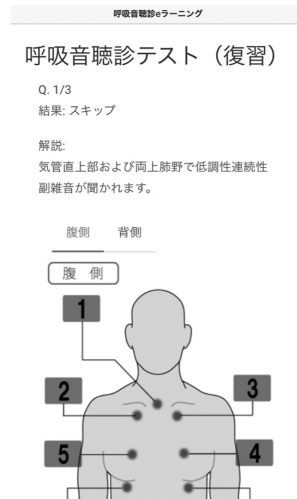 呼吸音聴診eラーニング
呼吸音聴診テスト（復習）
Q. 1/3
結果: スキップ
解説:
気管直上部および両上肺野で低調性連続性
副雑音が聞かれます。
腹側 背側
腹 側
1
2 3
5 4